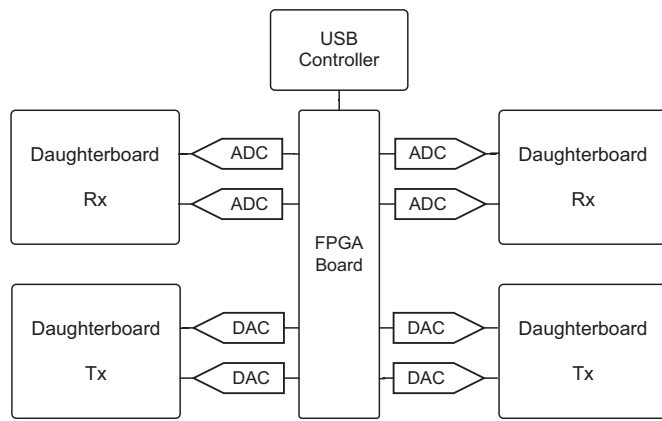 USB
Controller
Daughterboard
Rx
ADC
ADC
FPGA
Board
ADC
ADC
Daughterboard
Rx
Daughterboard
Tx
DAC
DAC
DAC
DAC
Daughterboard
Tx